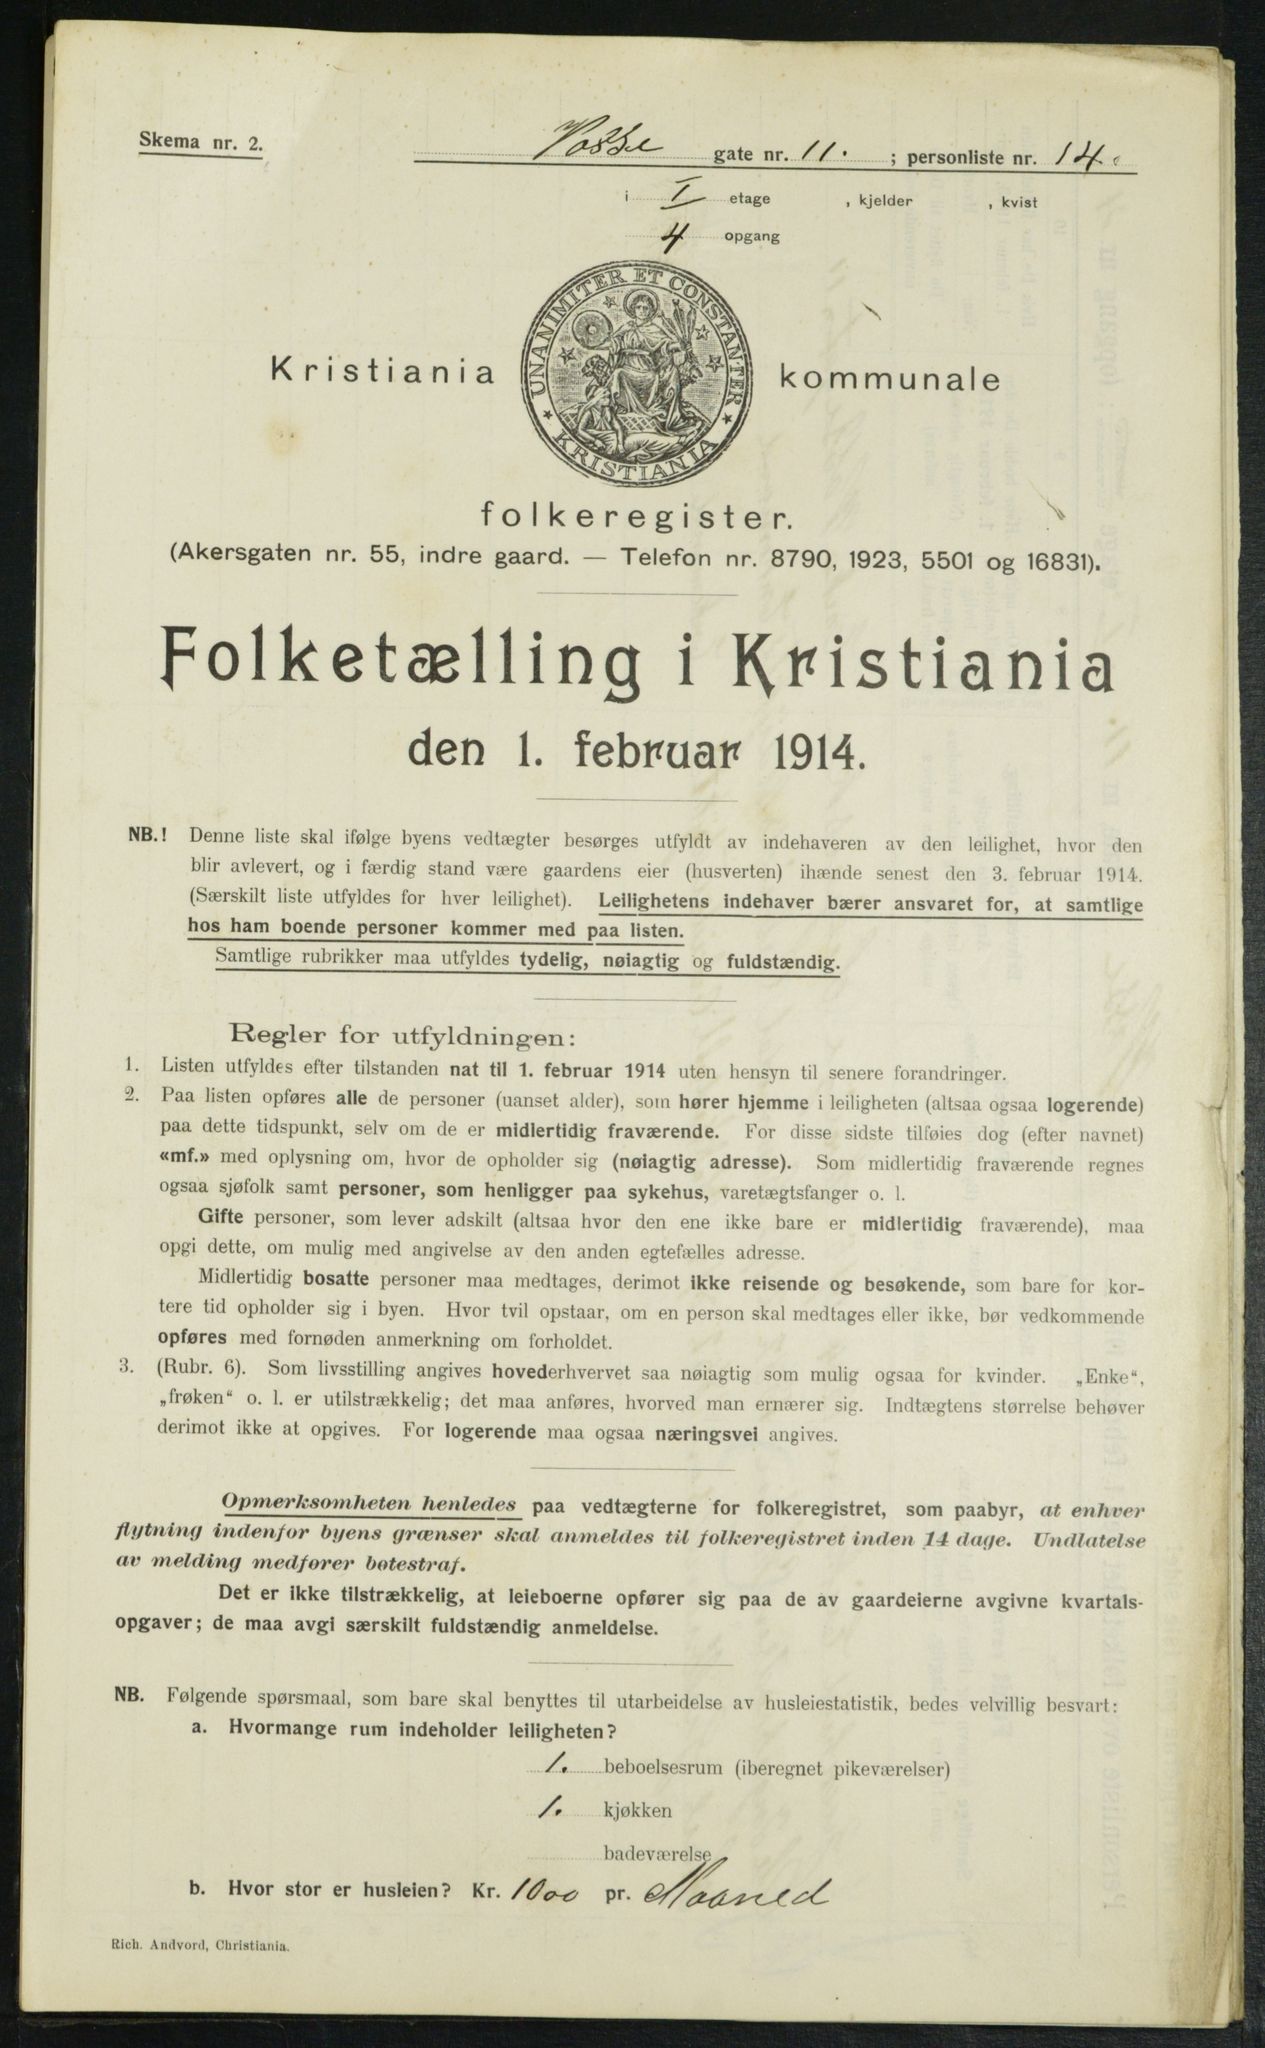 Skema nr. 2.
Vosse gate nr. 11. ; personliste nr. 14.
i I etage , kjelder , kvist
4 opgang
UNANIMITER ET CONSTANTER
KRISTIANIA
Kristiania kommunale
folkeregister.
(Akersgaten nr. 55, indre gaard. — Telefon nr. 8790, 1923, 5501 og 16831).
Folketælling i Kristiania
den 1. februar 1914.
NB.! Denne liste skal ifølge byens vedtægter besørges utfyldt av indehaveren av den leilighet, hvor den
blir avlevert, og i færdig stand være gaardens eier (husverten) ihænde senest den 3. februar 1914.
(Særskilt liste utfyldes for hver leilighet). Leilighetens indehaver bærer ansvaret for, at samtlige
hos ham boende personer kommer med paa listen.
Samtlige rubrikker maa utfyldes tydelig, nøiagtig og fuldstændig.
Regler for utfyldningen:
1. Listen utfyldes efter tilstanden nat til 1. februar 1914 uten hensyn til senere forandringer.
2. Paa listen opføres alle de personer (uanset alder), som hører hjemme i leiligheten (altsaa ogsaa logerende)
paa dette tidspunkt, selv om de er midlertidig fraværende. For disse sidste tilføies dog (efter navnet)
«mf.» med oplysning om, hvor de opholder sig (nøiagtig adresse). Som midlertidig fraværende regnes
ogsaa sjøfolk samt personer, som henligger paa sykehus, varetægtsfanger o. l.
Gifte personer, som lever adskilt (altsaa hvor den ene ikke bare er midlertidig fraværende), maa
opgi dette, om mulig med angivelse av den anden egtefælles adresse.
Midlertidig bosatte personer maa medtages, derimot ikke reisende og besøkende, som bare for kor-
tere tid opholder sig i byen. Hvor tvil opstaar, om en person skal medtages eller ikke, bør vedkommende
opføres med fornøden anmerkning om forholdet.
3. (Rubr. 6). Som livsstilling angives hovederhvervet saa nøiagtig som mulig ogsaa for kvinder. „Enke“,
„frøken“ o. l. er utilstrækkelig; det maa anføres, hvorved man ernærer sig. Indtægtens størrelse behøver
derimot ikke at opgives. For logerende maa ogsaa næringsvei angives.
Opmerksomheten henledes paa vedtægterne for folkeregistret, som paabyr, at enhver
flytning indenfor byens grænser skal anmeldes til folkeregistret inden 14 dage. Undlatelse
av melding medfører bøtestraf.
Det er ikke tilstrækkelig, at leieboerne opfører sig paa de av gaardeierne avgivne kvartals-
opgaver; de maa avgi særskilt fuldstændig anmeldelse.
NB. Følgende spørsmaal, som bare skal benyttes til utarbeidelse av husleiestatistik, bedes velvillig besvart:
a. Hvormange rum indeholder leiligheten?
1. beboelsesrum (iberegnet pikeværelser)
1. kjøkken
badeværelse
b. Hvor stor er husleien? Kr. 1000 pr. Maaned
Rich. Andvord, Christiania.